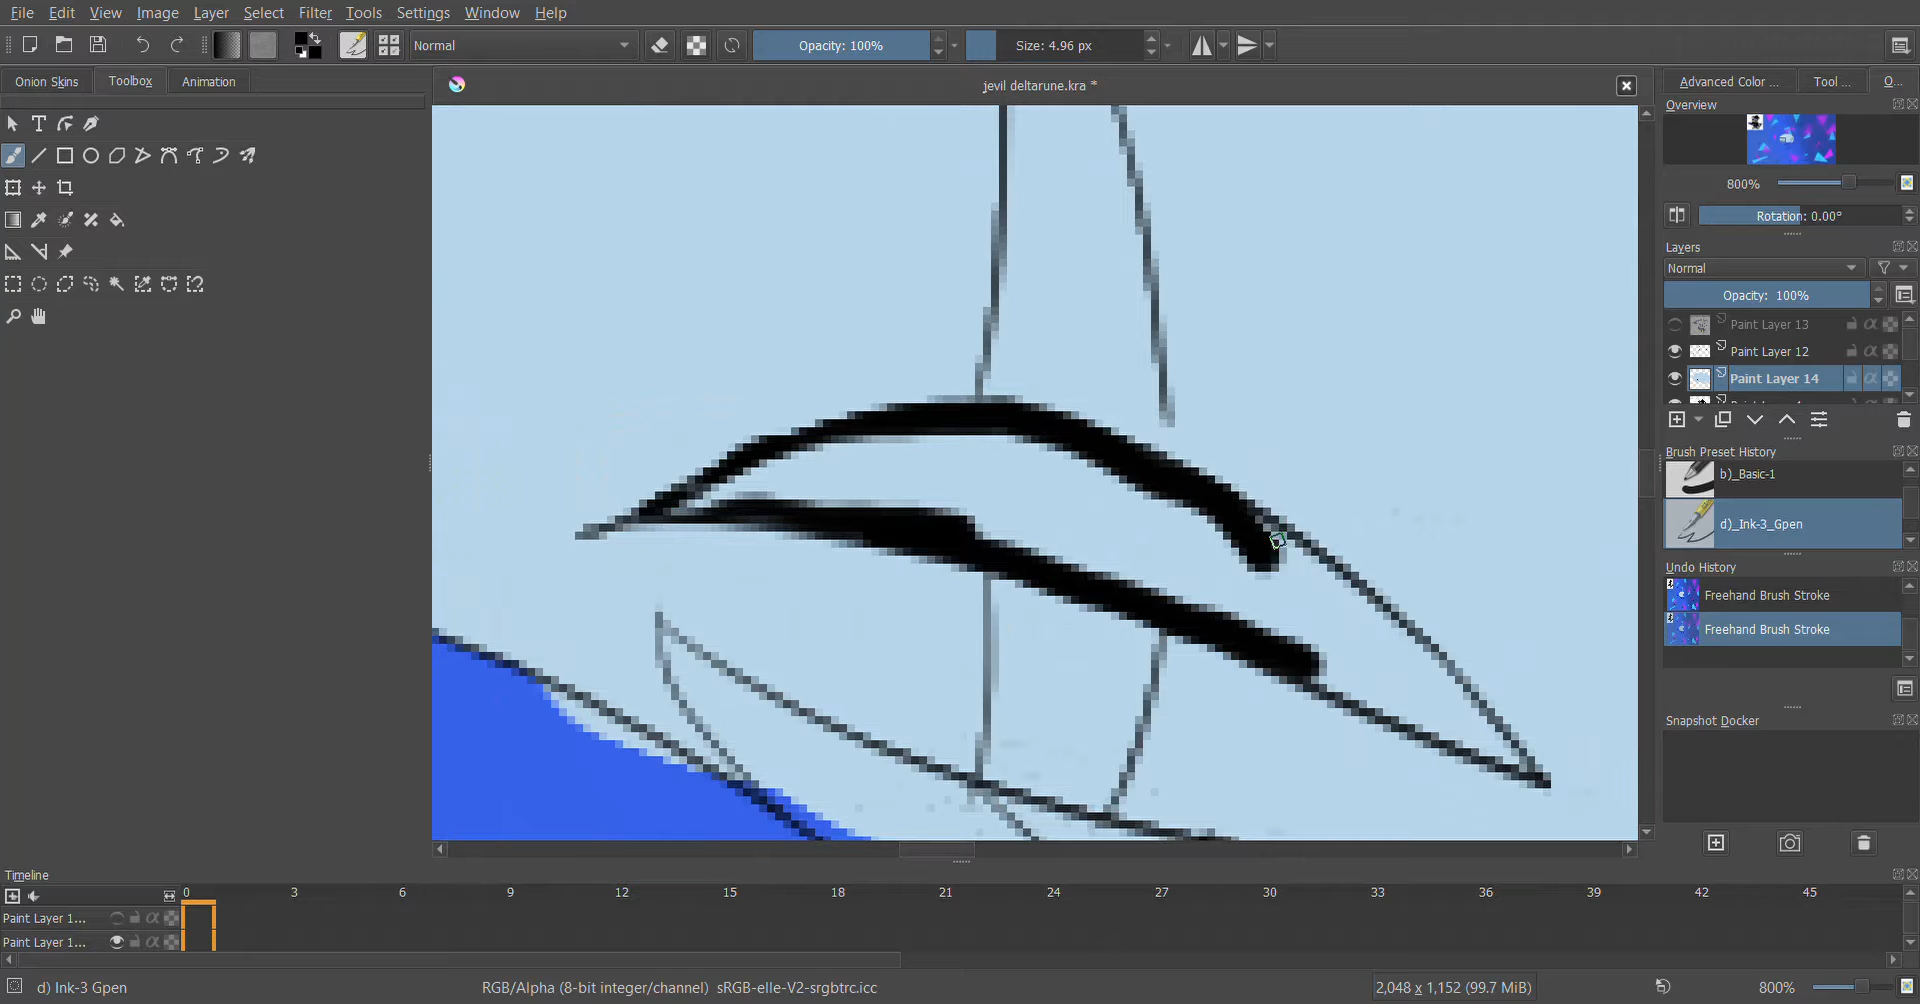 File Edit View Image Layer Select Filter Tools Settings Window Help
Normal Opacity: 100% Size: 4.96 px
Onion Skins Toolbox Animation
jevil deltarune.kra *
Advanced Color ... Tool ... O...
Overview
800%
Rotation: 0.00°
Layers
Normal
Opacity: 100%
Paint Layer 13
Paint Layer 12
Paint Layer 14
Brush Preset History
b)_Basic-1
d)_Ink-3_Gpen
Undo History
Freehand Brush Stroke
Freehand Brush Stroke
Snapshot Docker
Timeline
0 3 6 9 12 15 18 21 24 27 30 33 36 39 42 45
Paint Layer 1...
Paint Layer 1...
d) Ink-3 Gpen RGB/Alpha (8-bit integer/channel) sRGB-elle-V2-srgbtrc.icc 2,048 x 1,152 (99.7 MiB) 800%